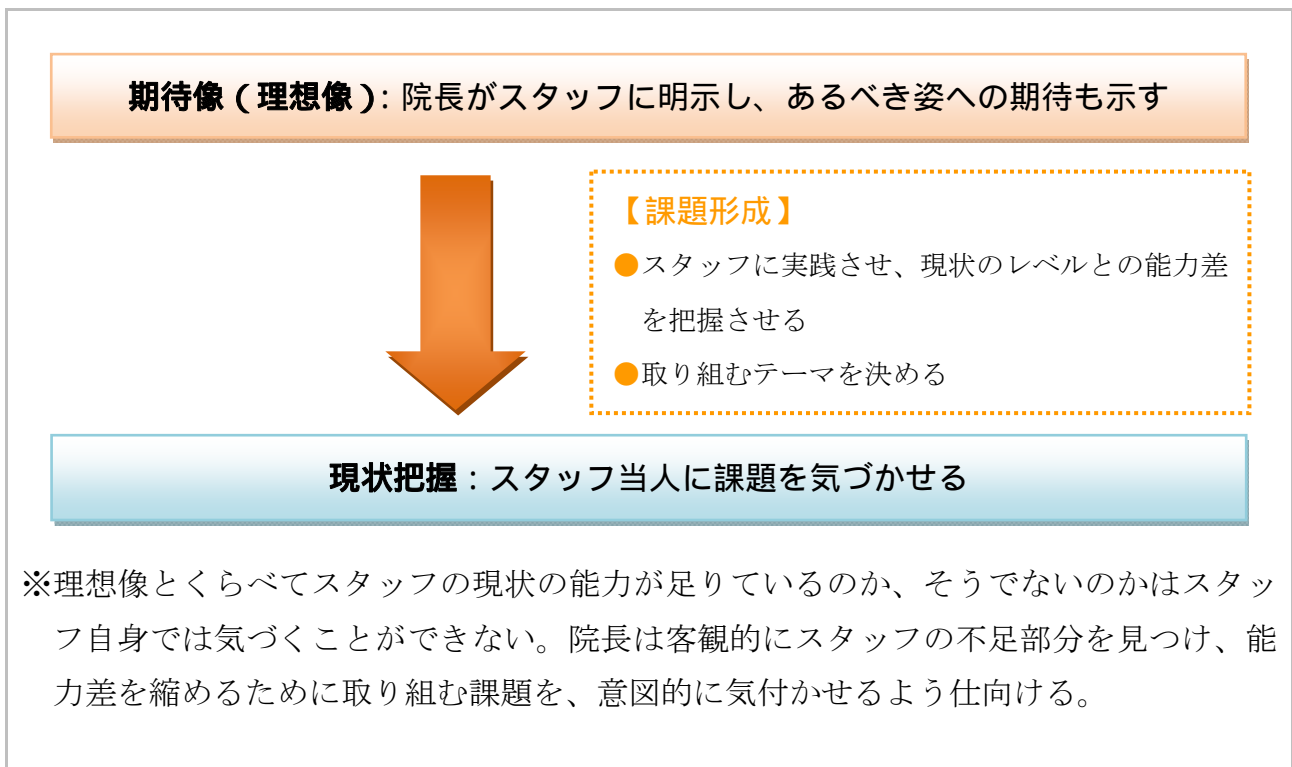 期待像（理想像）：院長がスタッフに明示し、あるべき姿への期待も示す
【課題形成】
●スタッフに実践させ、現状のレベルとの能力差
を把握させる
●取り組むテーマを決める
現状把握：スタッフ当人に課題を気づかせる
※理想像とくらべてスタッフの現状の能力が足りているのか、そうでないのかはスタッ
フ自身では気づくことができない。院長は客観的にスタッフの不足部分を見つけ、能
力差を縮めるために取り組む課題を、意図的に気付かせるよう仕向ける。